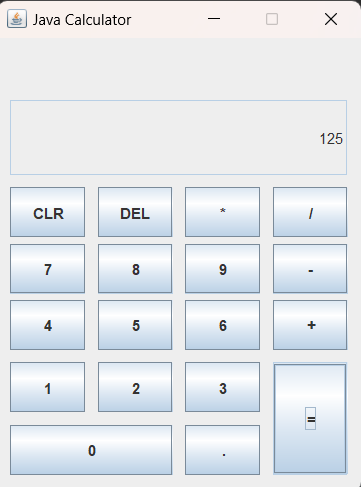 Java Calculator
125
CLR DEL * /
7 8 9 -
4 5 6 +
1 2 3
=
0 .